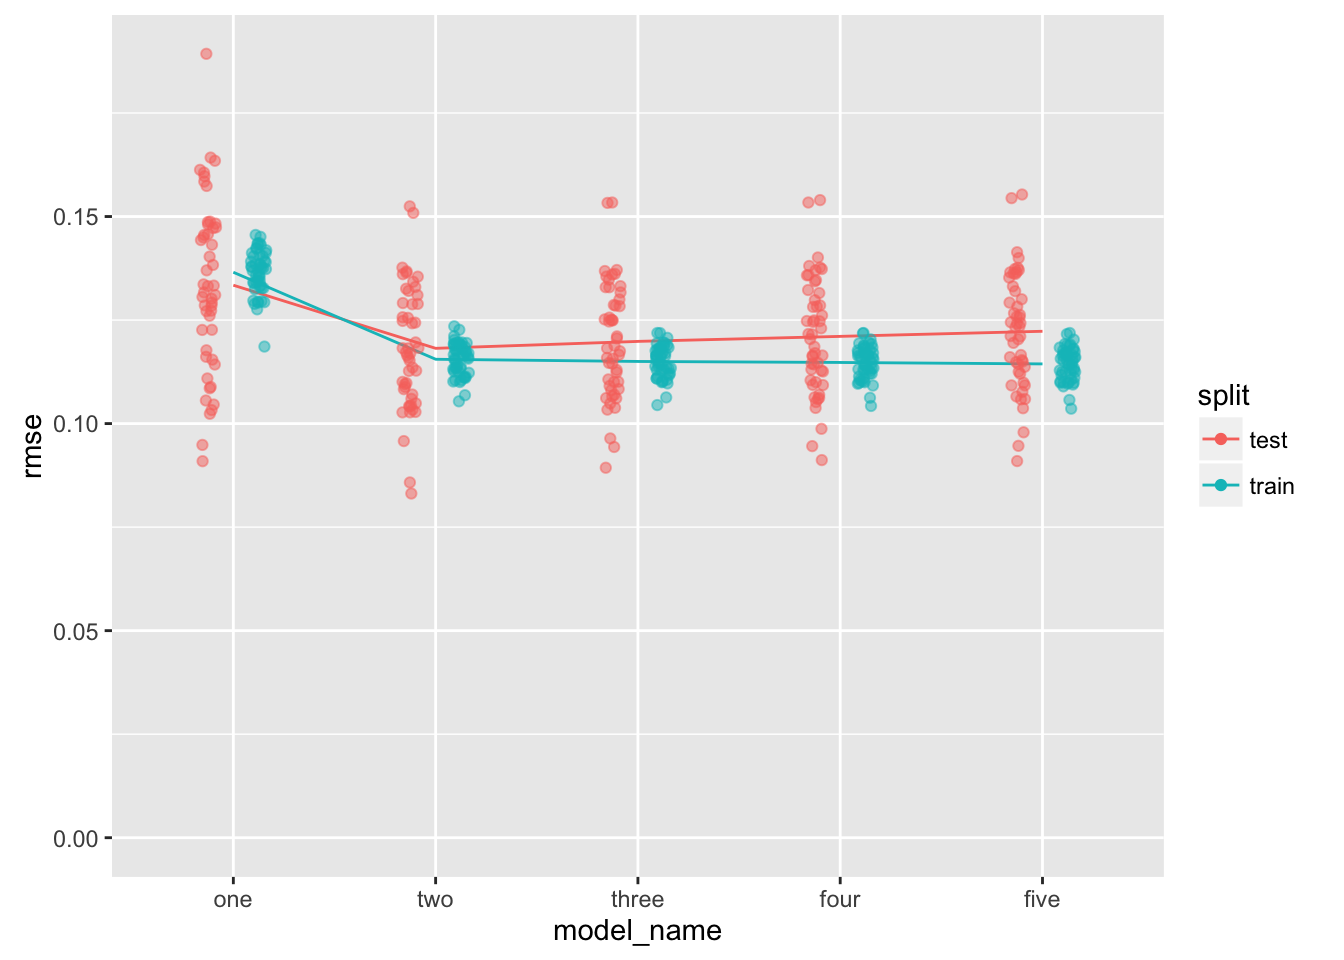 0.15
0.10
0.05
0.00
rmse
one two three four five
model_name
split
test
train